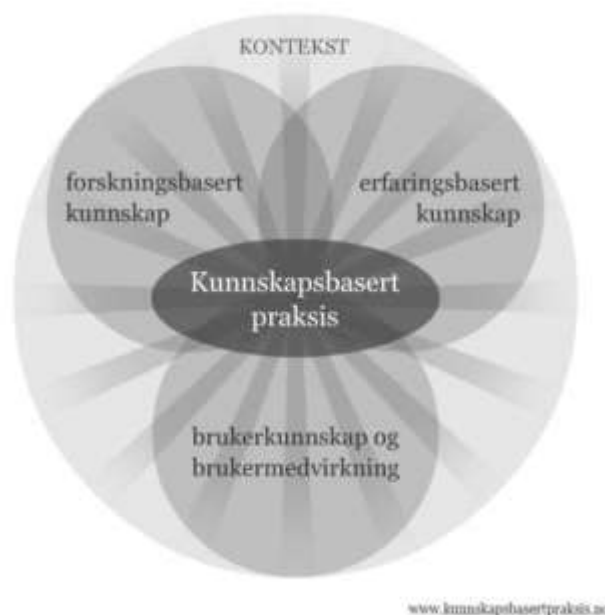 KONTEKST
forskningsbasert
kunnskap
erfaringsbasert
kunnskap
Kunnskapsbasert
praksis
brukerkunnskap og
brukermedvirkning
www.kunnskapsbasertpraksis.no